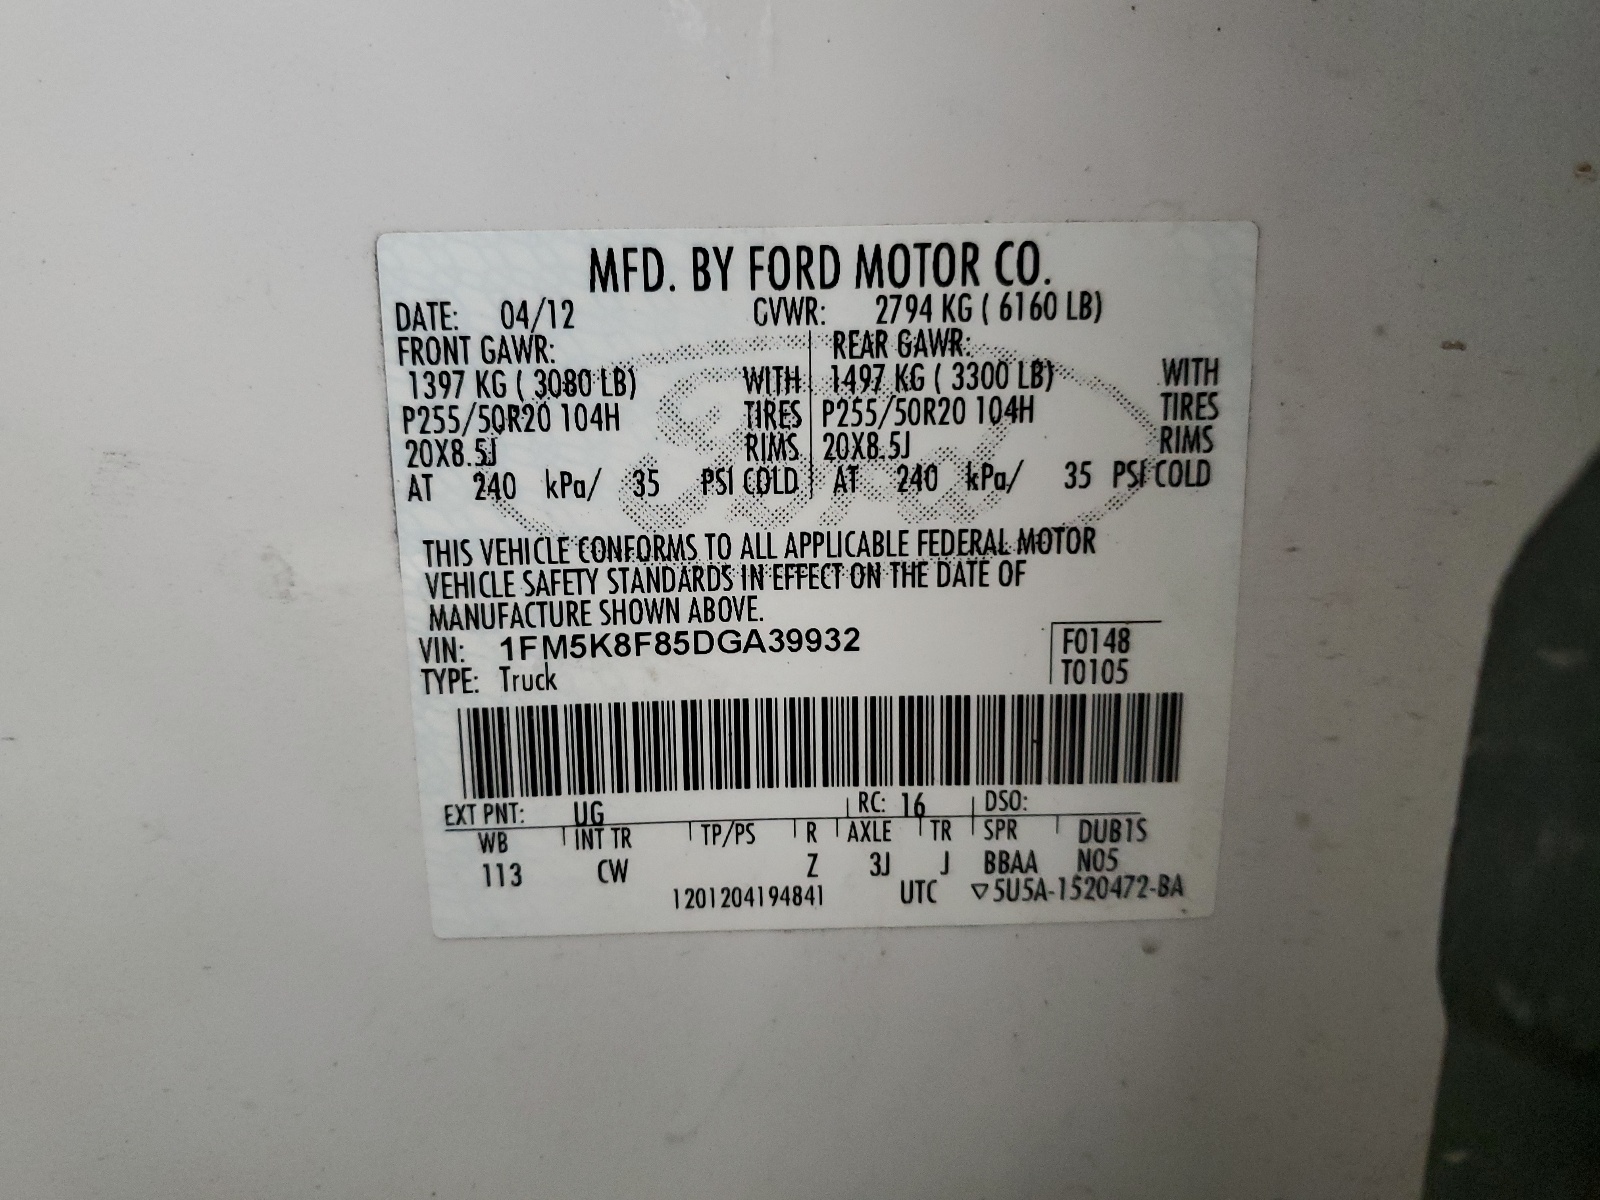 MFD. BY FORD MOTOR CO.
DATE: 04/12 GVWR: 2794 KG ( 6160 LB)
FRONT GAWR: REAR GAWR:
1397 KG ( 3080 LB) WITH 1497 KG ( 3300 LB) WITH
P255/50R20 104H TIRES P255/50R20 104H TIRES
20X8.5J RIMS 20X8.5J RIMS
AT 240 kPa/ 35 PSI COLD AT 240 kPa/ 35 PSI COLD
Ford
THIS VEHICLE CONFORMS TO ALL APPLICABLE FEDERAL MOTOR
VEHICLE SAFETY STANDARDS IN EFFECT ON THE DATE OF
MANUFACTURE SHOWN ABOVE.
VIN: 1FM5K8F85DGA39932 F0148
TYPE: Truck T0105
EXT PNT: UG RC: 16 DSO:
WB INT TR TP/PS R AXLE TR SPR DUB1S
113 CW Z 3J J BBAA N05
1201204194841 UTC ▽5U5A-1520472-BA